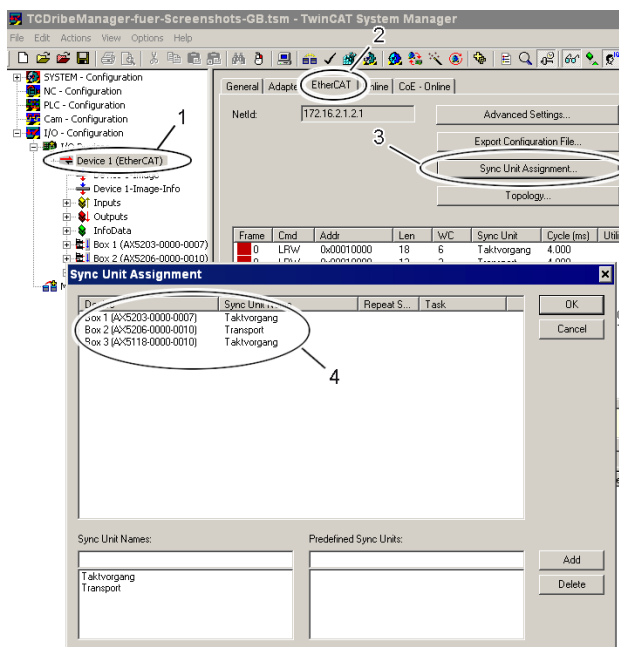 TCDribeManager-fuer-Screenshots-GB.tsm - TwinCAT System Manager
File Edit Actions View Options Help
2
SYSTEM - Configuration
NC - Configuration
PLC - Configuration
Cam - Configuration
I/O - Configuration
1
Device 1 (EtherCAT)
Device 1-Image-Info
Inputs
Outputs
InfoData
Box 1 (AX5203-0000-0007)
Box 2 (AX5206-0000-0010)
General Adapte EtherCAT Online CoE - Online
NetId: 172.16.2.1.2.1
Advanced Settings...
3
Export Configuration File...
Sync Unit Assignment...
Topology...
Frame Cmd Addr Len WC Sync Unit Cycle (ms) Utili
0 LRW 0x00010000 18 6 Taktvorgang 4.000
Sync Unit Assignment
Sync Unit Name Repeat S... Task
Box 1 (AX5203-0000-0007) Taktvorgang
Box 2 (AX5206-0000-0010) Transport
Box 3 (AX5118-0000-0010) Taktvorgang
4
OK
Cancel
Sync Unit Names:
Predefined Sync Units:
Taktvorgang
Transport
Add
Delete